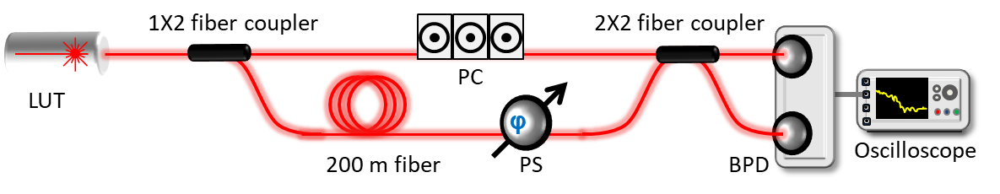 1X2 fiber coupler
2X2 fiber coupler
LUT
PC
φ
200 m fiber
PS
BPD
Oscilloscope